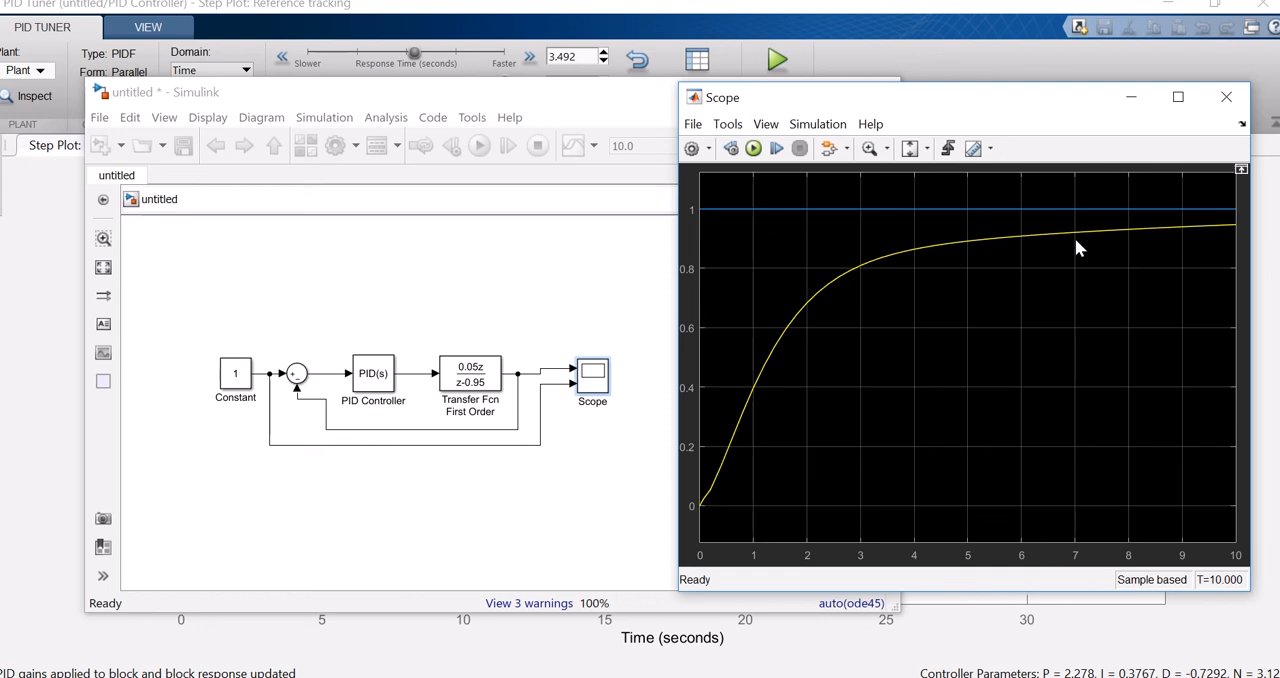 PID Tuner (untitled/PID Controller) - Step Plot: Reference tracking
PID TUNER
VIEW
Plant:
Plant
Inspect
PLANT
Type: PIDF
Form: Parallel
Domain:
Time
Slower
Response Time (seconds)
Faster
3.492
Step Plot:
untitled * - Simulink
File Edit View Display Diagram Simulation Analysis Code Tools Help
10.0
untitled
untitled
1
Constant
+
-
PID(s)
PID Controller
0.05z
z-0.95
Transfer Fcn
First Order
Scope
Ready
View 3 warnings 100%
auto(ode45)
Scope
File Tools View Simulation Help
1
0.8
0.6
0.4
0.2
0
0 1 2 3 4 5 6 7 8 9 10
Ready
Sample based
T=10.000
0 5 10 15 20 25 30
Time (seconds)
PID gains applied to block and block response updated
Controller Parameters: P = 2.278, I = 0.3767, D = -0.7292, N = 3.12